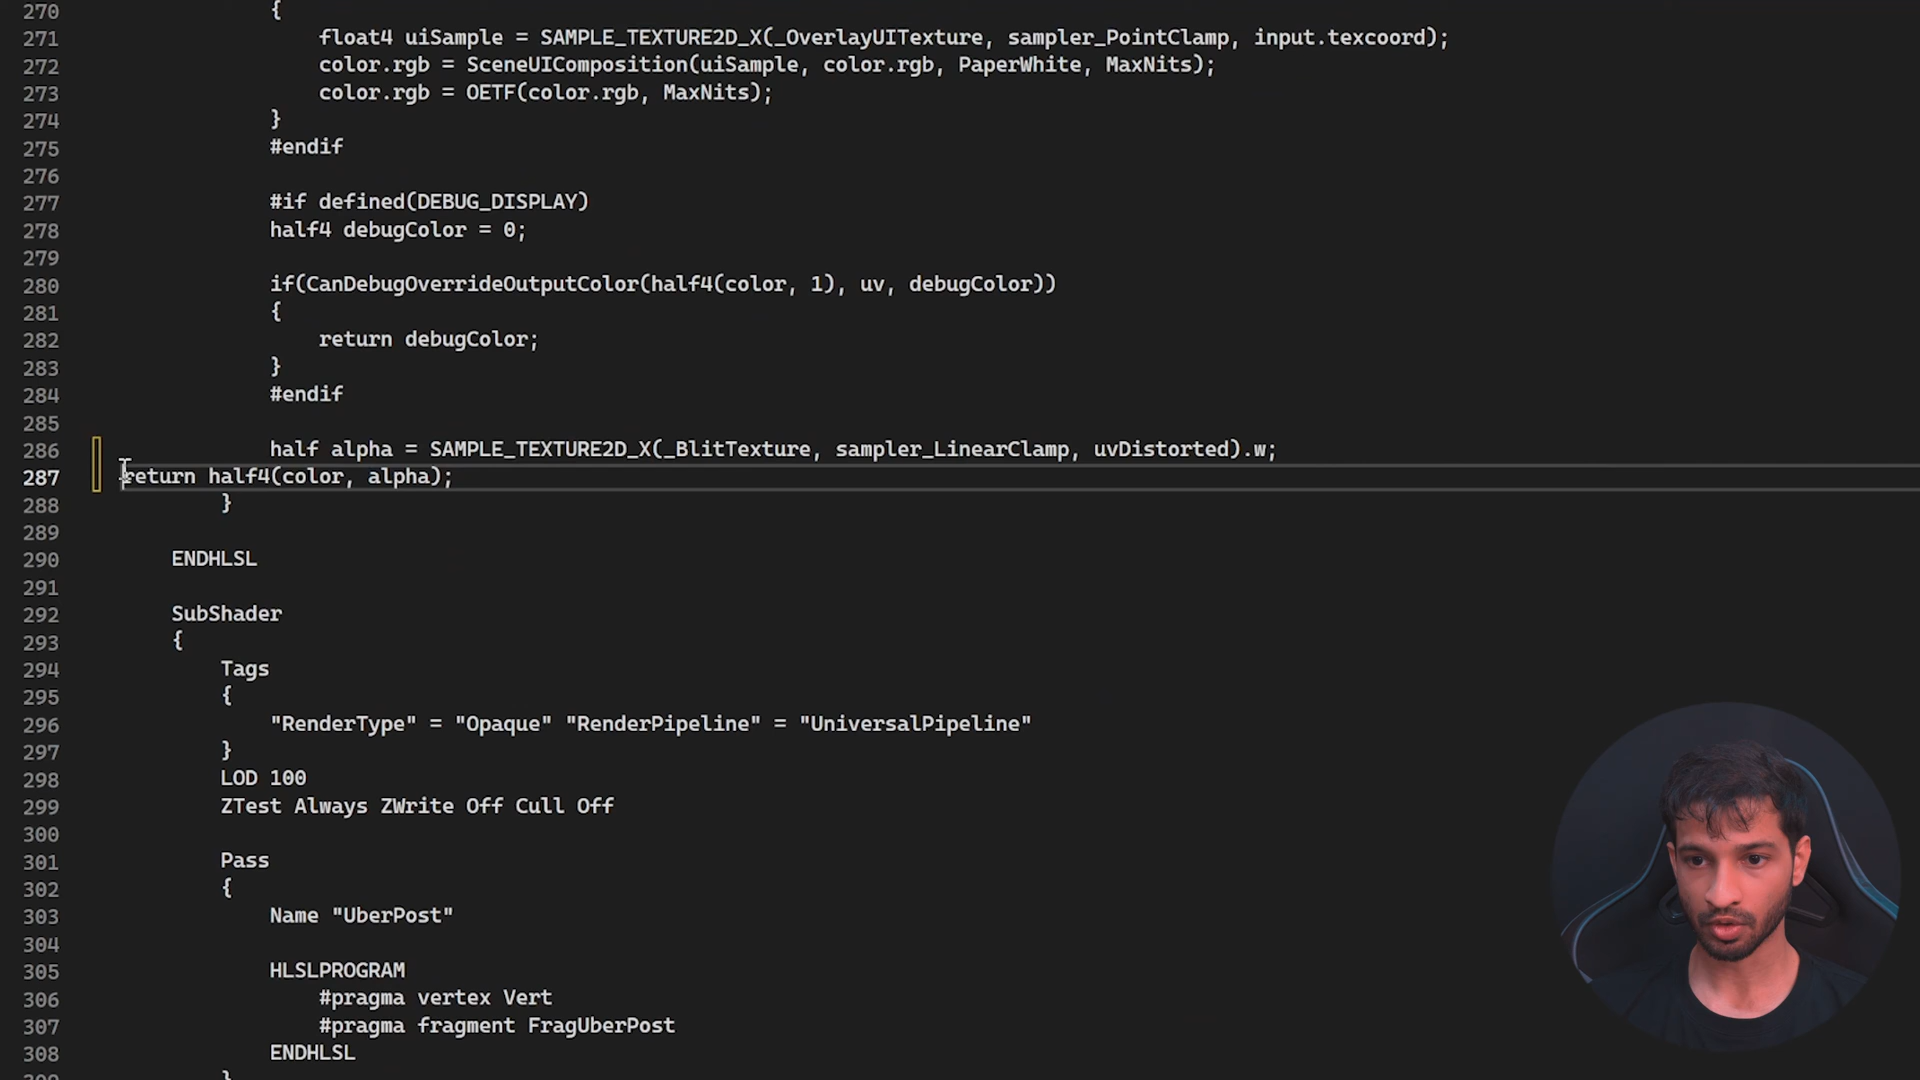 270 {
271 float4 uiSample = SAMPLE_TEXTURE2D_X(_OverlayUITexture, sampler_PointClamp, input.texcoord);
272 color.rgb = SceneUIComposition(uiSample, color.rgb, PaperWhite, MaxNits);
273 color.rgb = OETF(color.rgb, MaxNits);
274 }
275 #endif
276
277 #if defined(DEBUG_DISPLAY)
278 half4 debugColor = 0;
279
280 if(CanDebugOverrideOutputColor(half4(color, 1), uv, debugColor))
281 {
282 return debugColor;
283 }
284 #endif
285
286 half alpha = SAMPLE_TEXTURE2D_X(_BlitTexture, sampler_LinearClamp, uvDistorted).w;
287 return half4(color, alpha);
288 }
289
290 ENDHLSL
291
292 SubShader
293 {
294 Tags
295 {
296 "RenderType" = "Opaque" "RenderPipeline" = "UniversalPipeline"
297 }
298 LOD 100
299 ZTest Always ZWrite Off Cull Off
300
301 Pass
302 {
303 Name "UberPost"
304
305 HLSLPROGRAM
306 #pragma vertex Vert
307 #pragma fragment FragUberPost
308 ENDHLSL